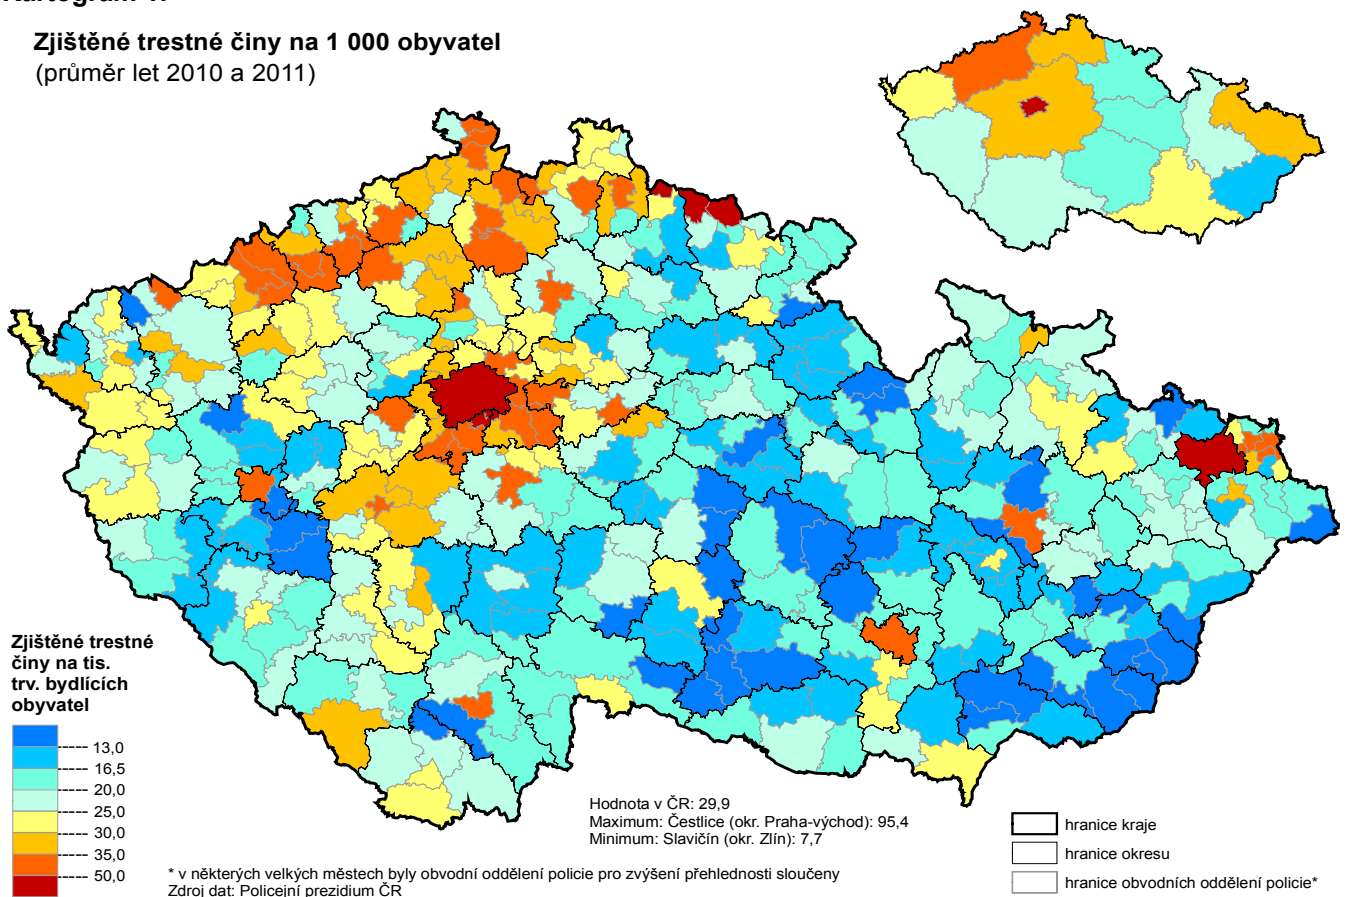 Zjištěné trestné činy na 1 000 obyvatel
(průměr let 2010 a 2011)
Zjištěné trestné
činy na tis.
trv. bydlících
obyvatel
13,0
16,5
20,0
25,0
30,0
35,0
50,0
Hodnota v ČR: 29,9
Maximum: Čestlice (okr. Praha-východ): 95,4
Minimum: Slavičín (okr. Zlín): 7,7
hranice kraje
hranice okresu
hranice obvodních oddělení policie*
* v některých velkých městech byly obvodní oddělení policie pro zvýšení přehlednosti sloučeny
Zdroj dat: Policejní prezidium ČR